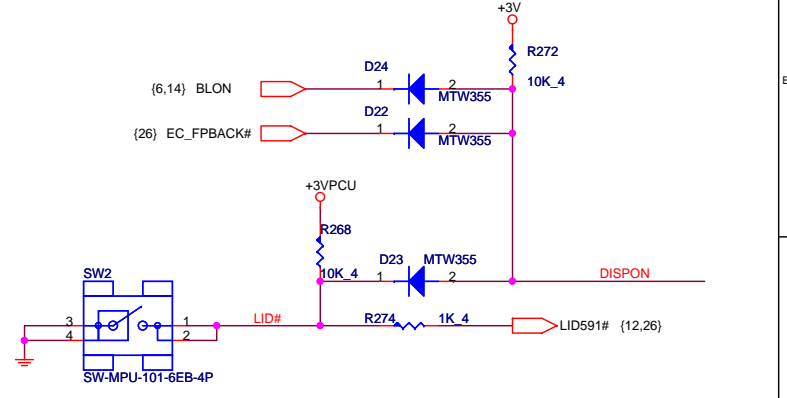 +3V
R272
10K_4
E
D24
{6,14} BLON
1
2
MTW355
D22
{26} EC_FPBACK#
1
2
MTW355
+3VPCU
R268
10K_4
D23
MTW355
1
2
DISPON
SW2
3
4
1
2
LID#
R274
1K_4
LID591# {12,26}
SW-MPU-101-6EB-4P